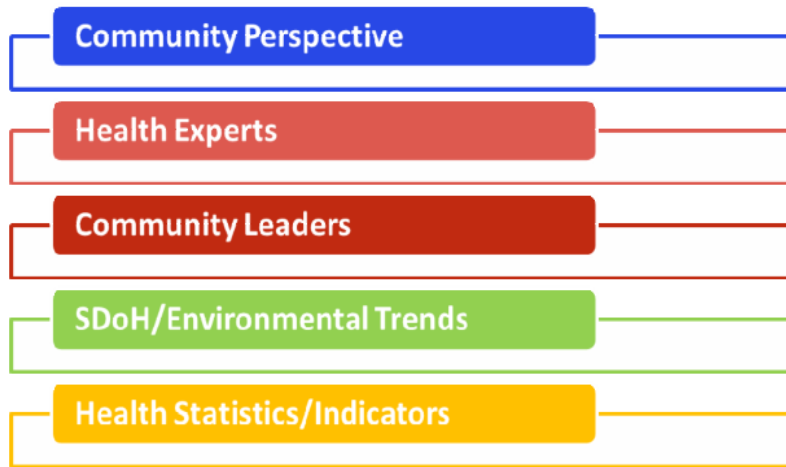 Community Perspective
Health Experts
Community Leaders
SDoH/Environmental Trends
Health Statistics/Indicators